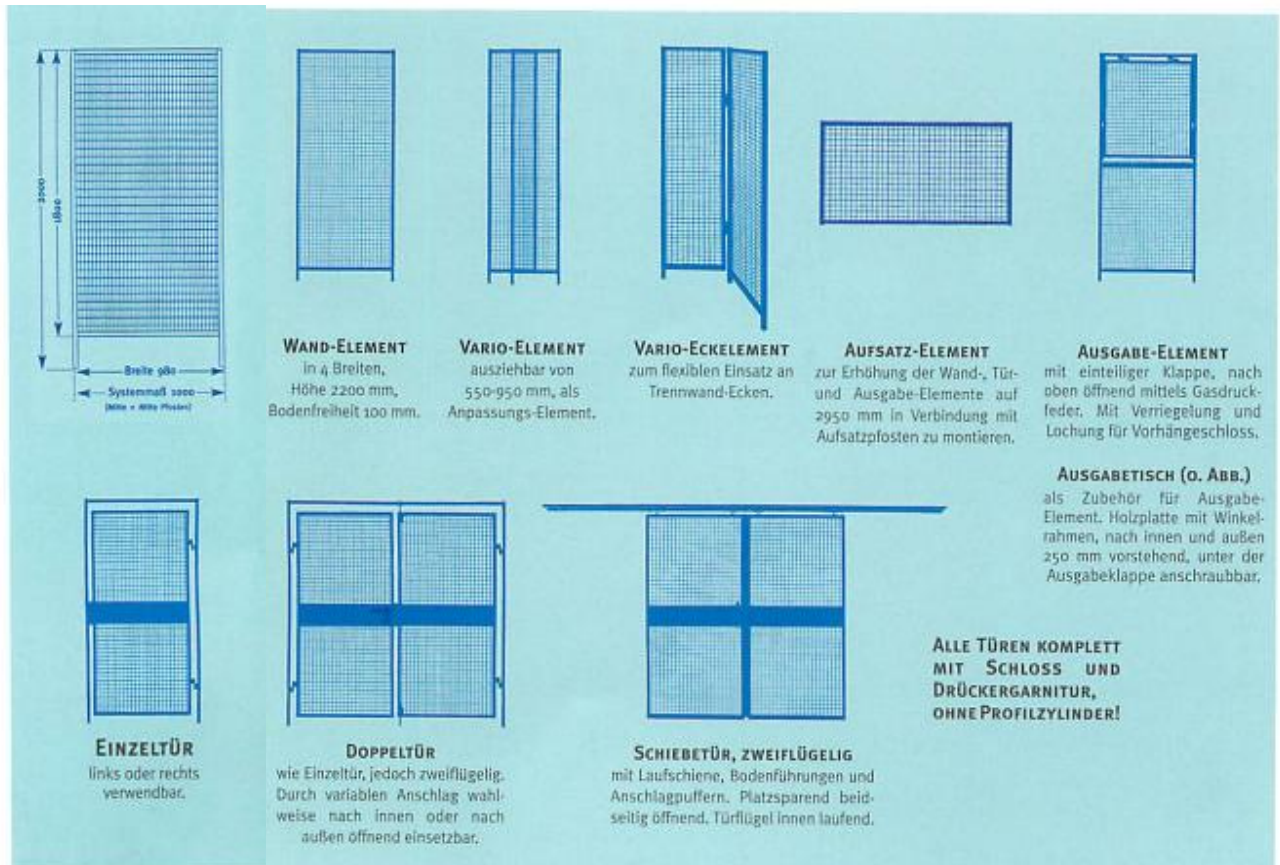 2000
1800
Breite 980
Systemmaß 1000
(Mitte × Mitte Pfosten)
WAND-ELEMENT
in 4 Breiten,
Höhe 2200 mm,
Bodenfreiheit 100 mm.
VARIO-ELEMENT
ausziehbar von
550-950 mm, als
Anpassungs-Element.
VARIO-ECKELEMENT
zum flexiblen Einsatz an
Trennwand-Ecken.
AUFSATZ-ELEMENT
zur Erhöhung der Wand-, Tür-
und Ausgabe-Elemente auf
2950 mm in Verbindung mit
Aufsatzpfosten zu montieren.
AUSGABE-ELEMENT
mit einteiliger Klappe, nach
oben öffnend mittels Gasdruck-
feder. Mit Verriegelung und
Lochung für Vorhängeschloss.
AUSGABETISCH (O. ABB.)
als Zubehör für Ausgabe-
Element. Holzplatte mit Winkel-
rahmen, nach innen und außen
250 mm vorstehend, unter der
Ausgabeklappe anschraubbar.
EINZELTÜR
links oder rechts
verwendbar.
DOPPELTÜR
wie Einzeltür, jedoch zweiflügelig.
Durch variablen Anschlag wahl-
weise nach innen oder nach
außen öffnend einsetzbar.
SCHIEBETÜR, ZWEIFLÜGELIG
mit Laufschiene, Bodenführungen und
Anschlagpuffern. Platzsparend beid-
seitig öffnend. Türflügel innen laufend.
ALLE TÜREN KOMPLETT
MIT SCHLOSS UND
DRÜCKERGARNITUR,
OHNE PROFILZYLINDER!